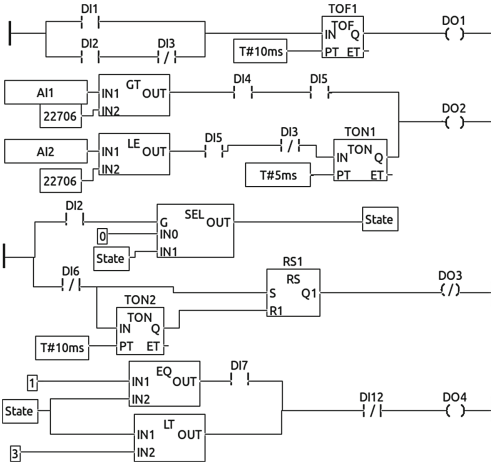 DI1 TOF1 DO1
TOF
DI2 DI3 IN Q
T#10ms PT ET
GT DI4 DI5
AI1 IN1 OUT
22706 IN2 DO2
LE DI5 DI3 TON1
AI2 IN1 OUT TON
IN Q
22706 IN2
T#5ms PT ET
DI2 SEL
G OUT State
0 IN0
State IN1
RS1
DI6 RS DO3
S Q1
TON2 R1
TON
IN Q
T#10ms PT ET
EQ DI7
1 IN1 OUT
IN2
State DI12 DO4
LT
IN1 OUT
3 IN2